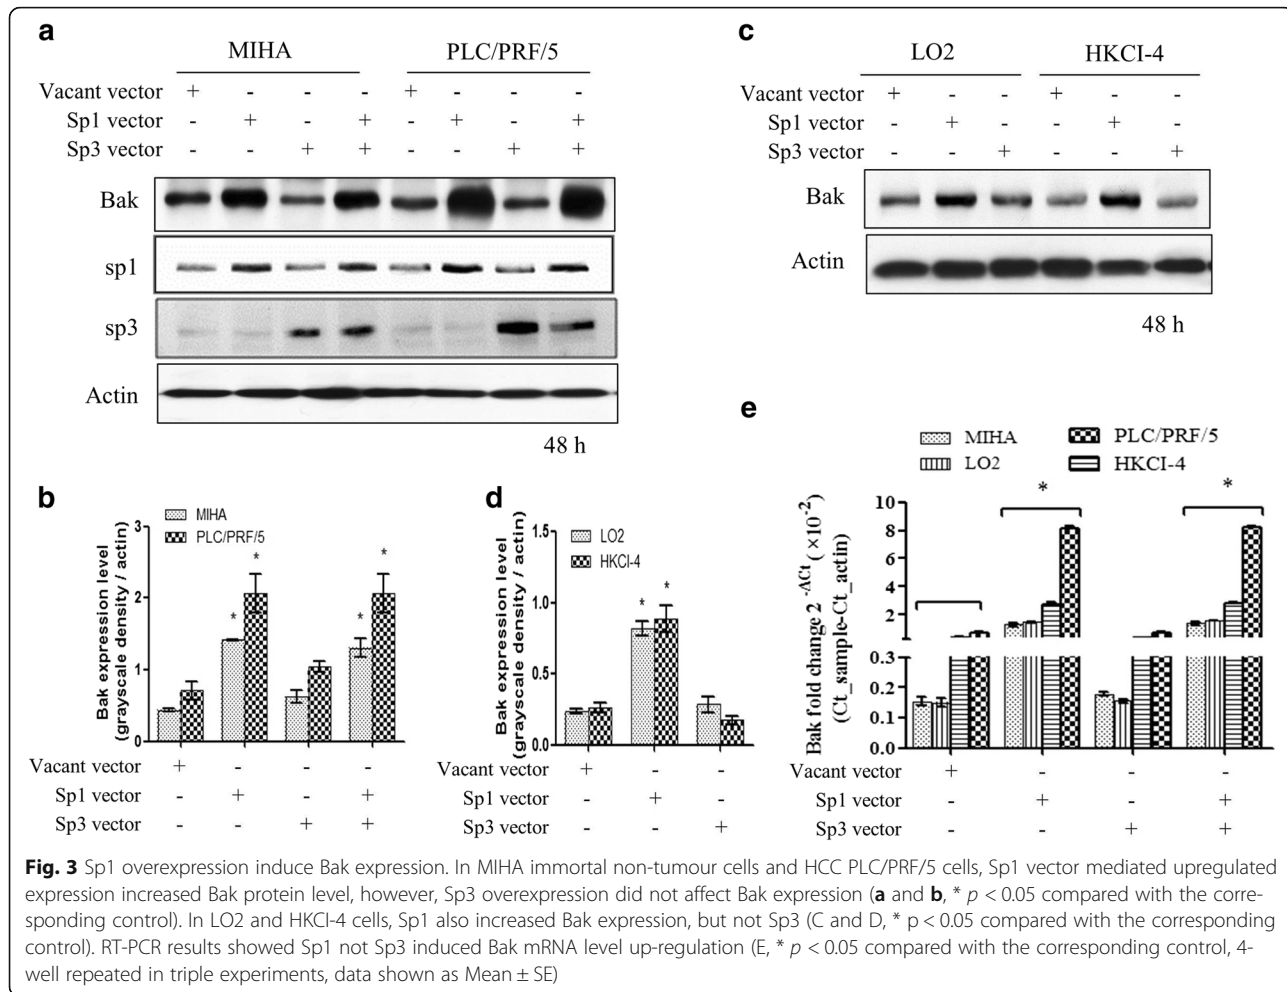 a
MIHA PLC/PRF/5
Vacant vector + - - - + - - -
Sp1 vector - + - + - + - +
Sp3 vector - - + + - - + +
Bak
sp1
sp3
Actin
48 h
c
LO2 HKCI-4
Vacant vector + - - + - -
Sp1 vector - + - - + -
Sp3 vector - - + - - +
Bak
Actin
48 h
b
Bak expression level
(grayscale density / actin)
MIHA
PLC/PRF/5
3
2
1
0
* * * *
Vacant vector + - - -
Sp1 vector - + - +
Sp3 vector - - + +
d
Bak expression level
(grayscale density / actin)
LO2
HKCI-4
1.5
1.0
0.5
0.0
* *
Vacant vector + - -
Sp1 vector - + -
Sp3 vector - - +
e
MIHA PLC/PRF/5
LO2 HKCI-4
Bak fold change 2 -ΔCt (×10-2)
(Ct_sample-Ct_actin)
10
8
6
4
2
0.3
0.2
0.1
0.0
* *
Vacant vector + - - -
Sp1 vector - + - +
Sp3 vector - - + +
Fig. 3 Sp1 overexpression induce Bak expression. In MIHA immortal non-tumour cells and HCC PLC/PRF/5 cells, Sp1 vector mediated upregulated
expression increased Bak protein level, however, Sp3 overexpression did not affect Bak expression (a and b, * p < 0.05 compared with the corre-
sponding control). In LO2 and HKCI-4 cells, Sp1 also increased Bak expression, but not Sp3 (C and D, * p < 0.05 compared with the corresponding
control). RT-PCR results showed Sp1 not Sp3 induced Bak mRNA level up-regulation (E, * p < 0.05 compared with the corresponding control, 4-
well repeated in triple experiments, data shown as Mean ± SE)